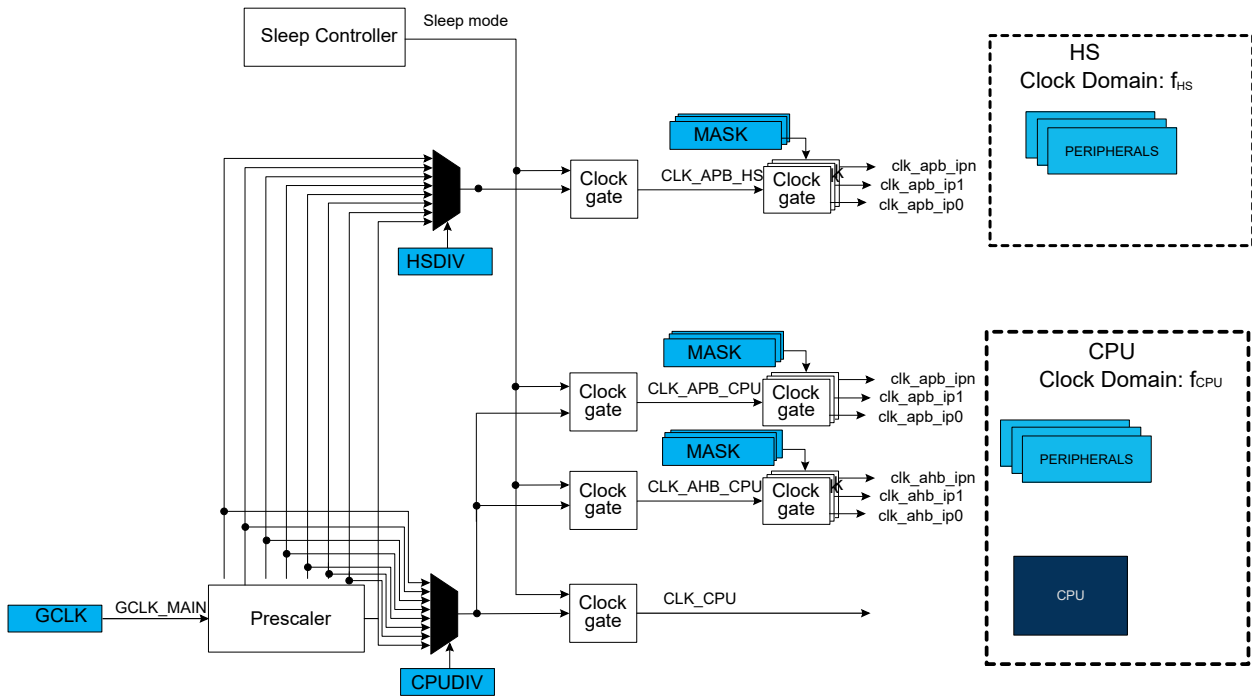 Sleep mode
Sleep Controller
HS
Clock Domain: fHS
MASK
PERIPHERALS
Clock
gate
CLK_APB_HS
Clock
gate
K
clk_apb_ipn
clk_apb_ip1
clk_apb_ip0
HSDIV
MASK
CPU
Clock Domain: fCPU
Clock
gate
CLK_APB_CPU
Clock
gate
clk_apb_ipn
clk_apb_ip1
clk_apb_ip0
MASK
PERIPHERALS
Clock
gate
CLK_AHB_CPU
Clock
gate
K
clk_ahb_ipn
clk_ahb_ip1
clk_ahb_ip0
GCLK
GCLK_MAIN
Prescaler
Clock
gate
CLK_CPU
CPU
CPUDIV